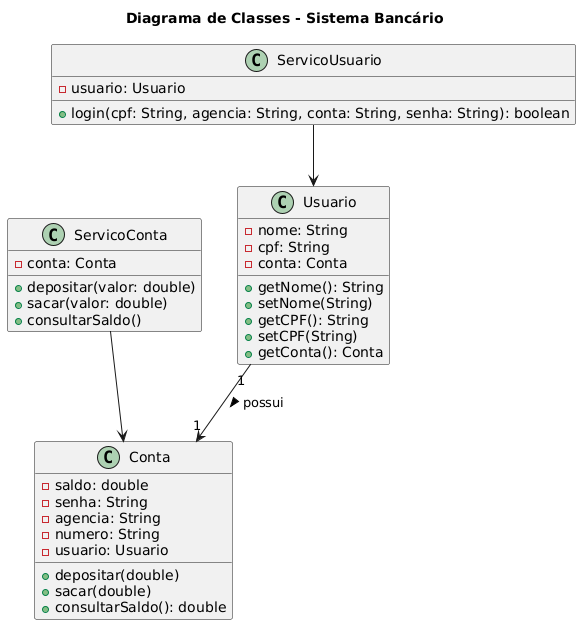 Diagrama de Classes - Sistema Bancário
C ServicoUsuario
usuario: Usuario
login(cpf: String, agencia: String, conta: String, senha: String): boolean
C Usuario
nome: String
cpf: String
conta: Conta
getNome(): String
setNome(String)
getCPF(): String
setCPF(String)
getConta(): Conta
C ServicoConta
conta: Conta
depositar(valor: double)
sacar(valor: double)
consultarSaldo()
1
possui
1
C Conta
saldo: double
senha: String
agencia: String
numero: String
usuario: Usuario
depositar(double)
sacar(double)
consultarSaldo(): double